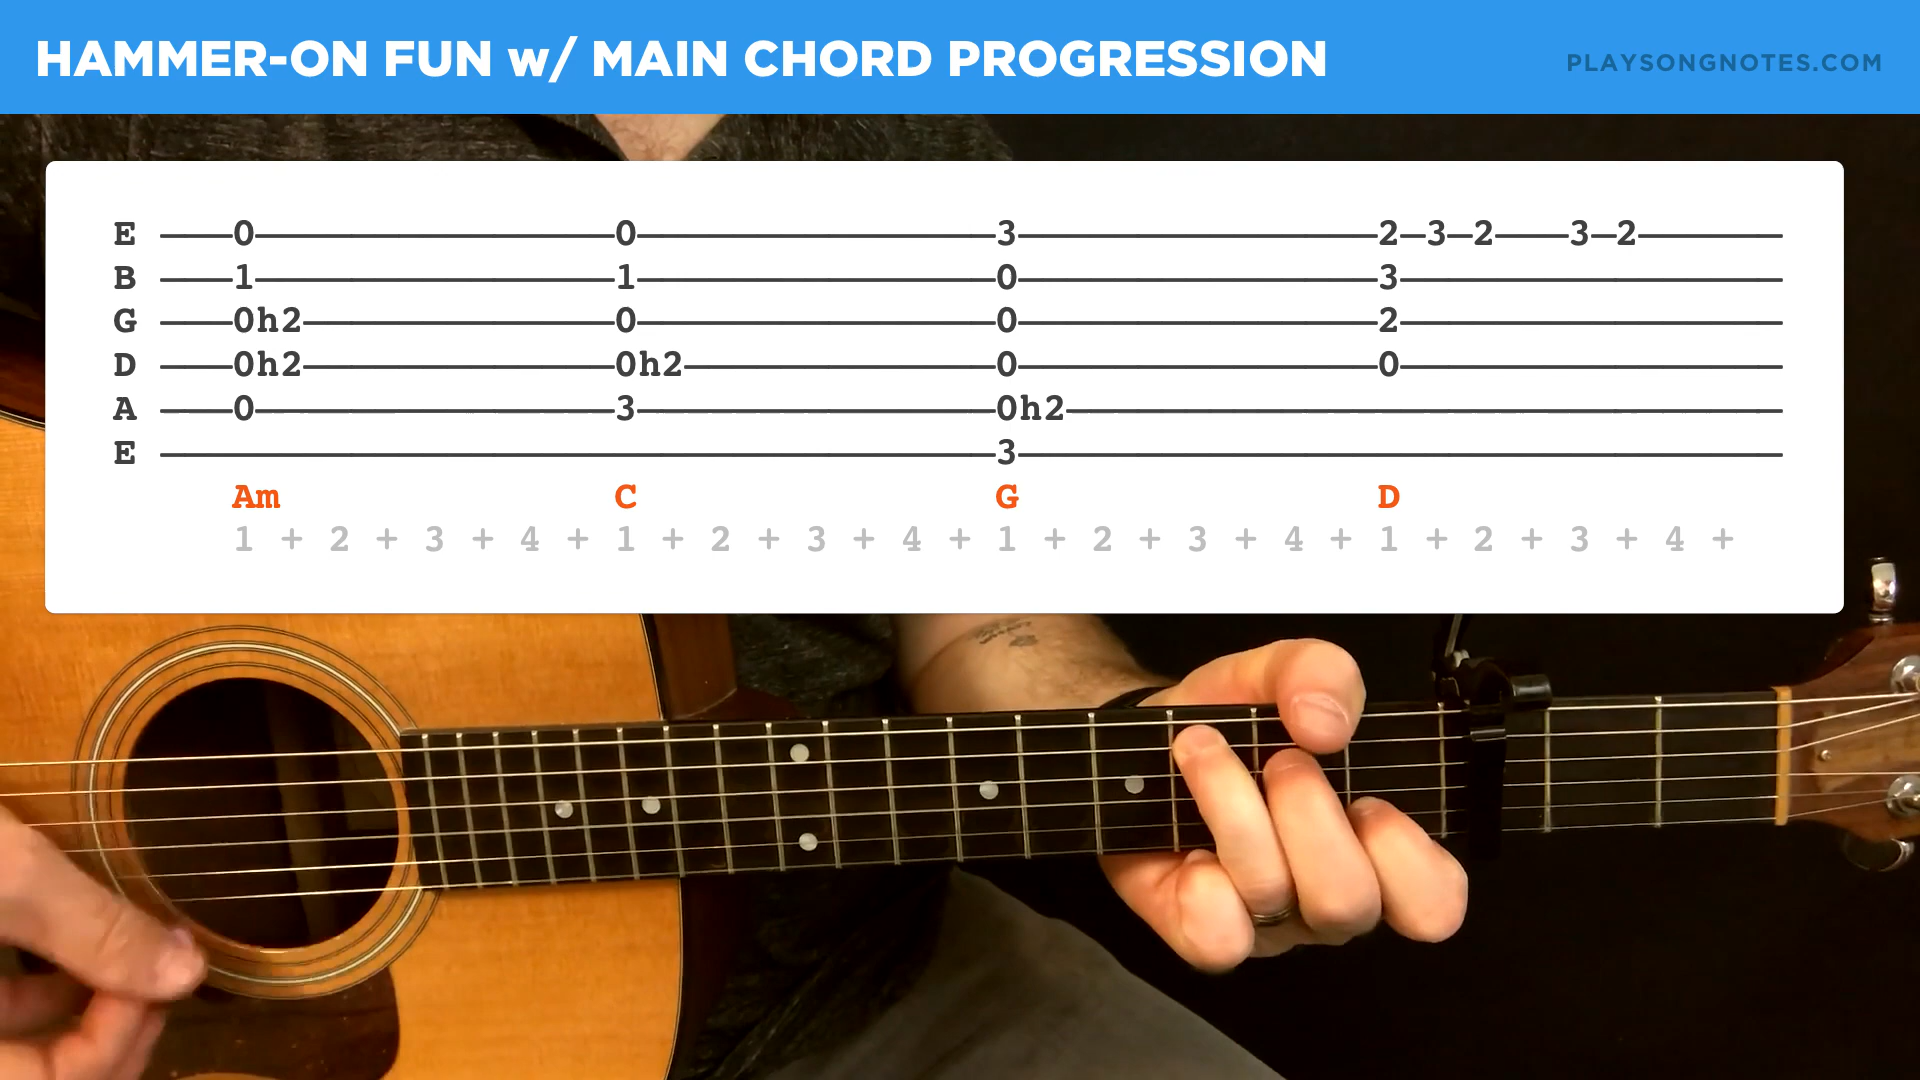 HAMMER-ON FUN w/ MAIN CHORD PROGRESSION
PLAYSONGNOTES.COM
E ---0---------------0---------------3---------------2-3-2---3-2------
B ---1---------------1---------------0---------------3----------------
G ---0h2-------------0---------------0---------------2----------------
D ---0h2-------------0h2-------------0---------------0----------------
A ---0---------------3---------------0h2------------------------------
E -----------------------------------3--------------------------------
Am C G D
1 + 2 + 3 + 4 + 1 + 2 + 3 + 4 + 1 + 2 + 3 + 4 + 1 + 2 + 3 + 4 +